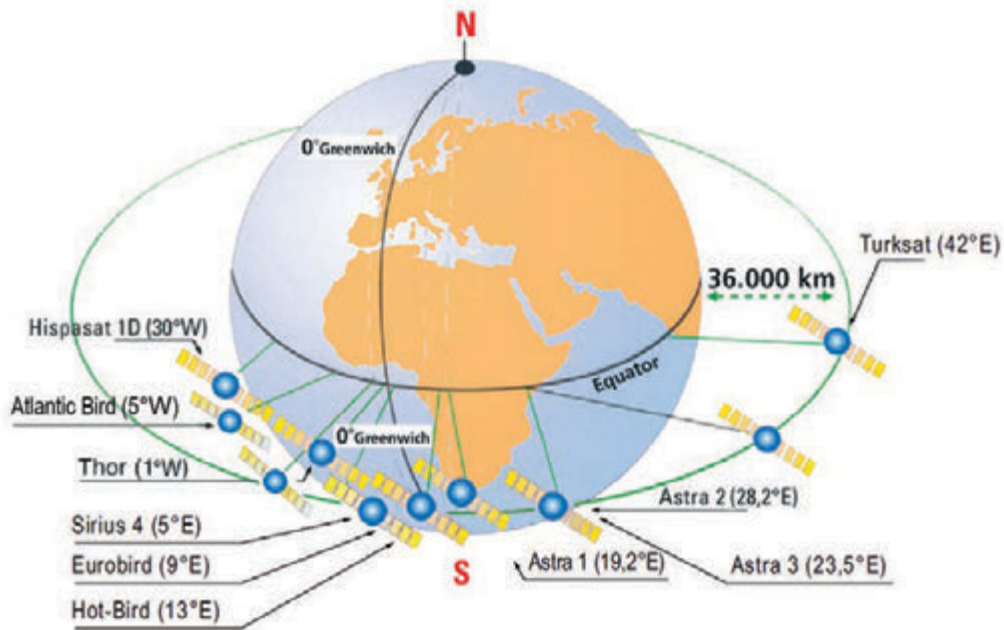 N
0°Greenwich
Turksat (42°E)
36.000 km
Hispasat 1D (30°W)
Equator
Atlantic Bird (5°W)
0°Greenwich
Thor (1°W)
Astra 2 (28,2°E)
Sirius 4 (5°E)
Astra 1 (19,2°E)
Astra 3 (23,5°E)
Eurobird (9°E)
S
Hot-Bird (13°E)